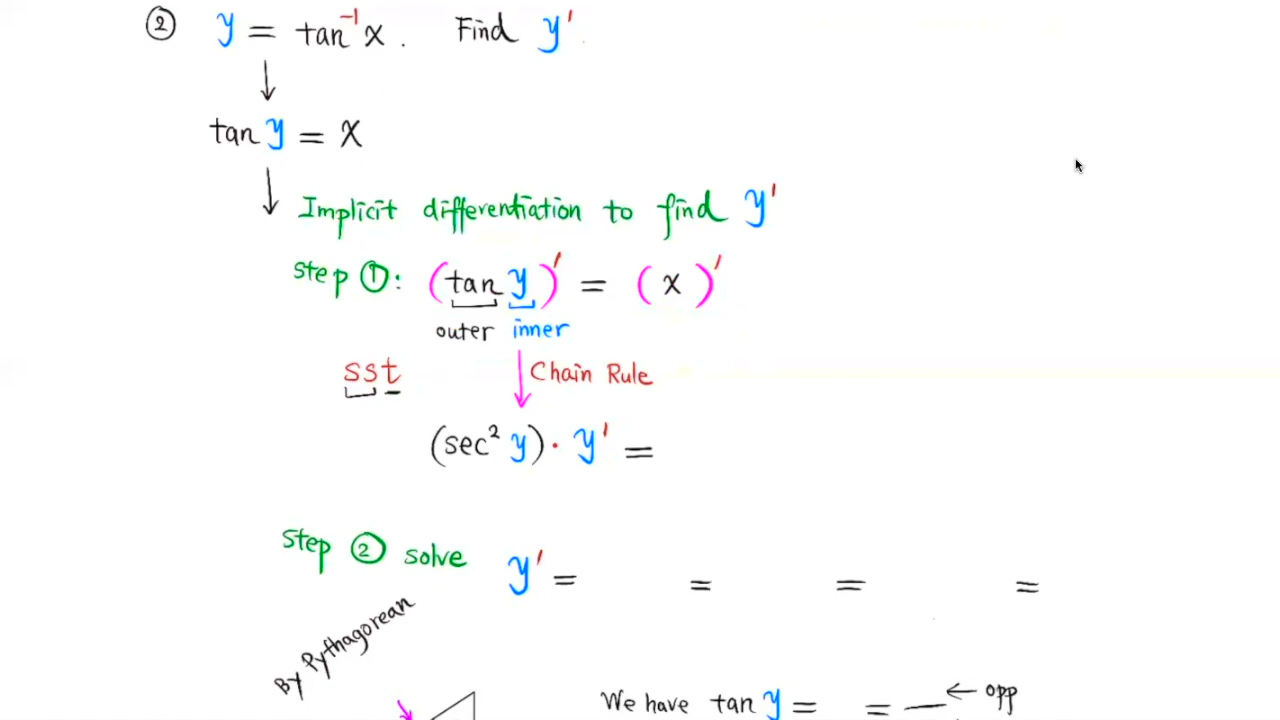 ② y = tan⁻¹ x . Find y'
tan y = x
Implicit differentiation to find y'
Step ①: (tan y)' = (x)'
outer inner
sst Chain Rule
(sec² y) · y' =
Step ② solve y' = = = =
By Pythagorean
We have tan y = = — ← opp